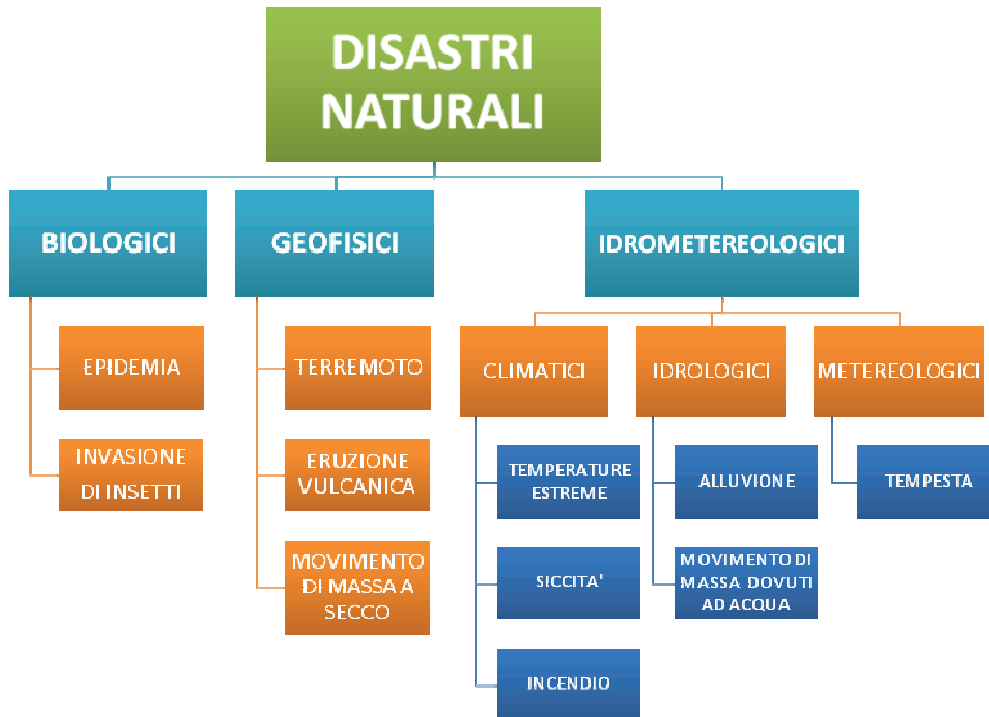 DISASTRI
NATURALI
BIOLOGICI
GEOFISICI
IDROMETEREOLOGICI
EPIDEMIA
INVASIONE
DI INSETTI
TERREMOTO
ERUZIONE
VULCANICA
MOVIMENTO
DI MASSA A
SECCO
CLIMATICI
IDROLOGICI
METEREOLOGICI
TEMPERATURE
ESTREME
SICCITA'
INCENDIO
ALLUVIONE
MOVIMENTO DI
MASSA DOVUTI
AD ACQUA
TEMPESTA